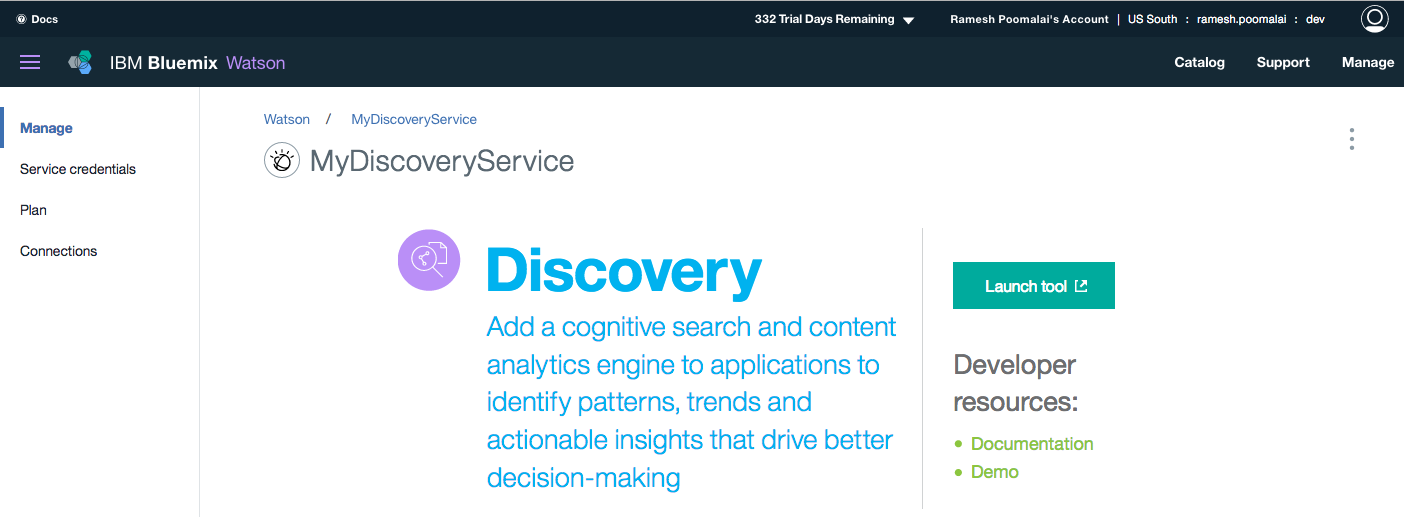 Docs
332 Trial Days Remaining
Ramesh Poomalai's Account | US South : ramesh.poomalai : dev
IBM Bluemix Watson
Catalog Support Manage
Manage
Service credentials
Plan
Connections
Watson / MyDiscoveryService
MyDiscoveryService
Discovery
Add a cognitive search and content
analytics engine to applications to
identify patterns, trends and
actionable insights that drive better
decision-making
Launch tool
Developer
resources:
Documentation
Demo